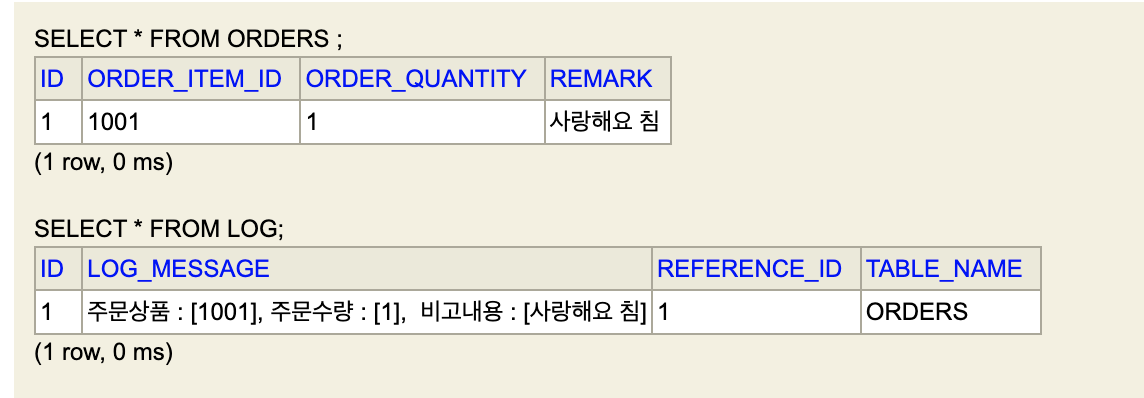 SELECT * FROM ORDERS ;
ID ORDER_ITEM_ID ORDER_QUANTITY REMARK
1 1001 1 사랑해요 침
(1 row, 0 ms)
SELECT * FROM LOG;
ID LOG_MESSAGE REFERENCE_ID TABLE_NAME
1 주문상품 : [1001], 주문수량 : [1],  비고내용 : [사랑해요 침] 1 ORDERS
(1 row, 0 ms)